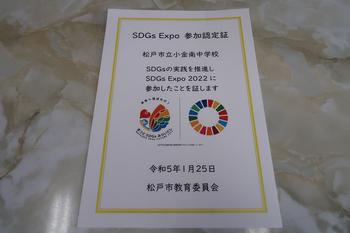 SDGs Expo 参加認定証
松戸市立小金南中学校
SDGsの実践を推進し
SDGs Expo 2022 に
参加したことを証します
令和5年1月25日
松戸市教育委員会